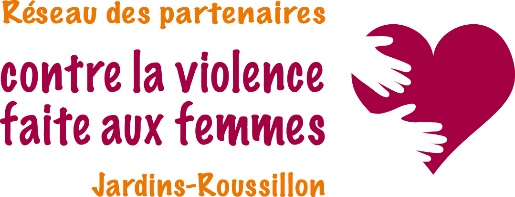 Réseau des partenaires
contre la violence
faite aux femmes
Jardins-Roussillon